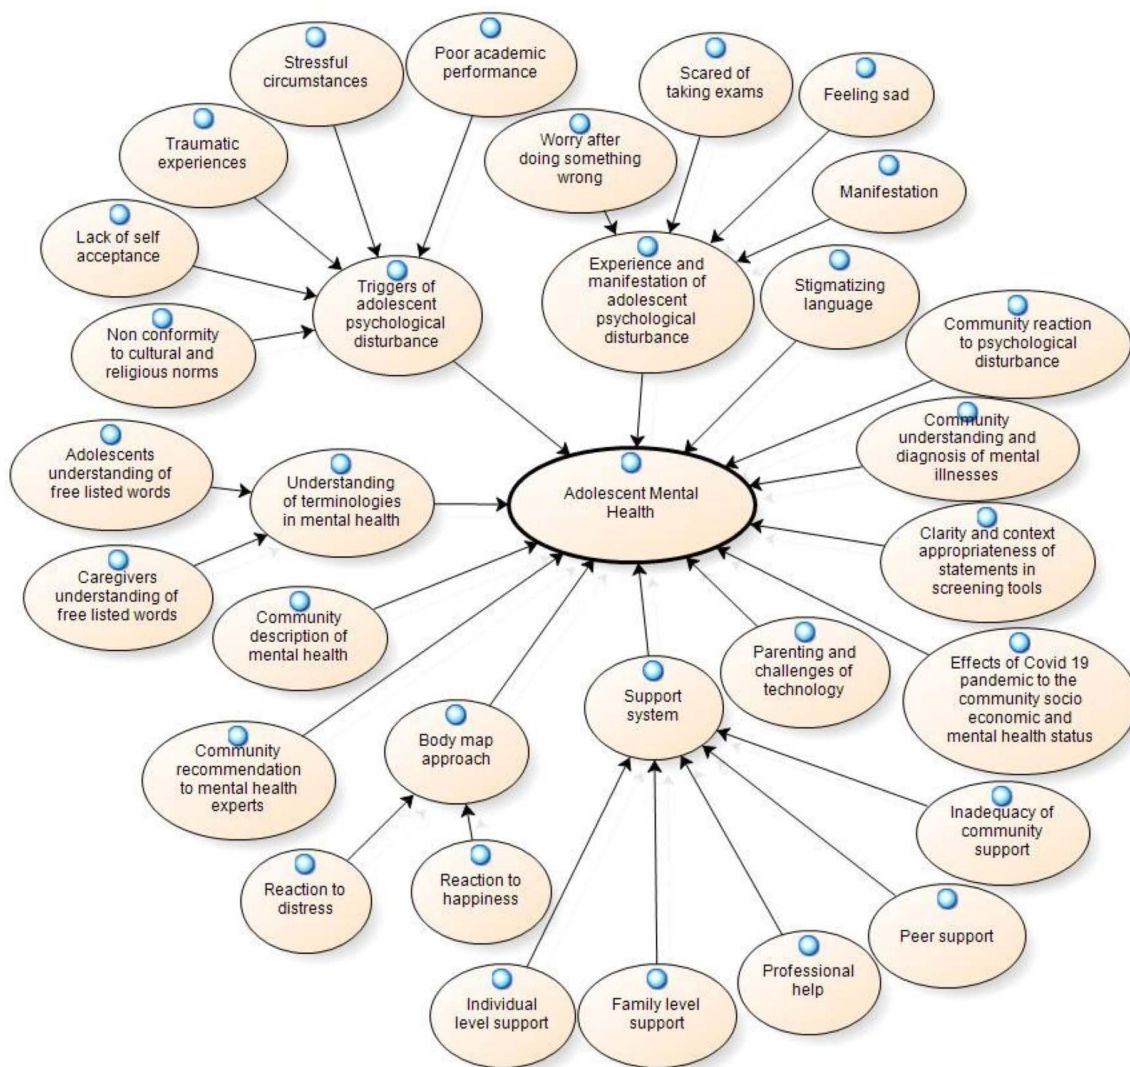 Stressful
circumstances
Poor academic
performance
Scared of
taking exams
Feeling sad
Traumatic
experiences
Worry after
doing something
wrong
Manifestation
Lack of self
acceptance
Triggers of
adolescent
psychological
disturbance
Experience and
manifestation of
adolescent
psychological
disturbance
Stigmatizing
language
Non conformity
to cultural and
religious norms
Community reaction
to psychological
disturbance
Adolescents
understanding of
free listed words
Understanding
of terminologies
in mental health
Adolescent Mental
Health
Community
understanding and
diagnosis of mental
illnesses
Caregivers
understanding of
free listed words
Community
description of
mental health
Clarity and context
appropriateness of
statements in
screening tools
Parenting and
challenges of
technology
Effects of Covid 19
pandemic to the
community socio
economic and
mental health status
Support
system
Body map
approach
Community
recommendation
to mental health
experts
Inadequacy of
community
support
Reaction to
distress
Reaction to
happiness
Peer support
Individual
level support
Family level
support
Professional
help